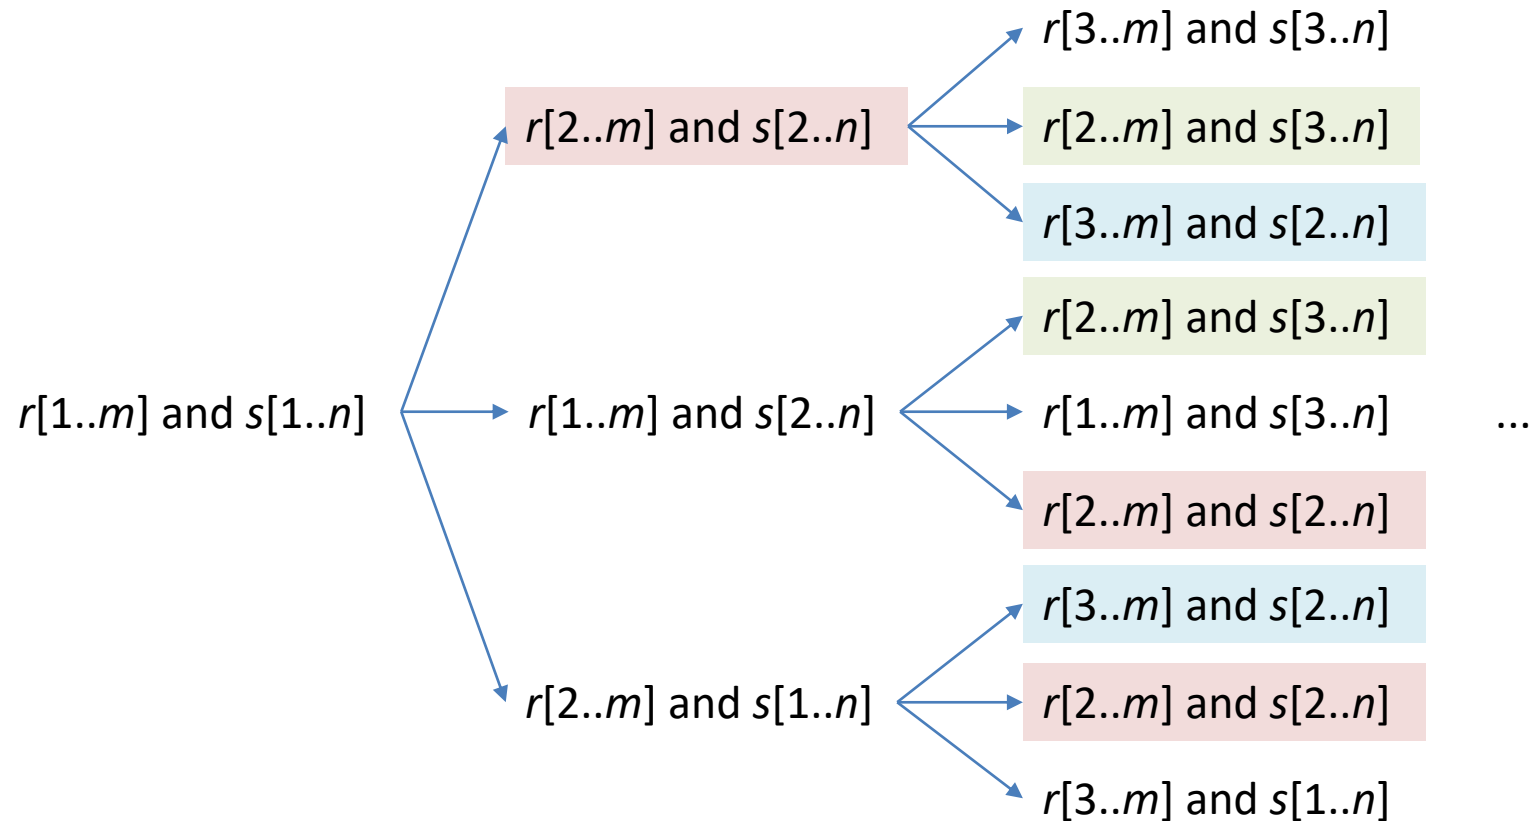 r[3..m] and s[3..n]
r[2..m] and s[2..n]
r[2..m] and s[3..n]
r[3..m] and s[2..n]
r[2..m] and s[3..n]
r[1..m] and s[1..n]
r[1..m] and s[2..n]
r[1..m] and s[3..n]
...
r[2..m] and s[2..n]
r[3..m] and s[2..n]
r[2..m] and s[1..n]
r[2..m] and s[2..n]
r[3..m] and s[1..n]